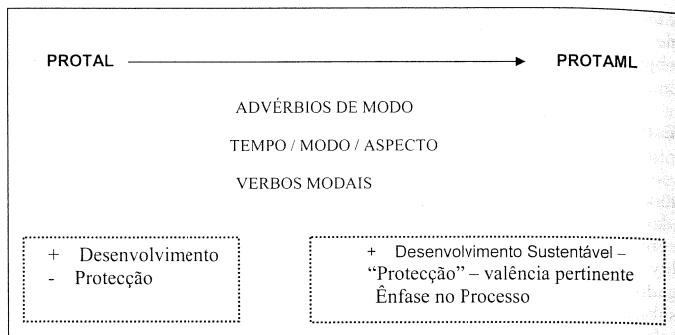 PROTAL PROTAML
ADVÉRBIOS DE MODO
TEMPO / MODO / ASPECTO
VERBOS MODAIS
+ Desenvolvimento
- Protecção
+ Desenvolvimento Sustentável –
“Protecção” – valência pertinente
Ênfase no Processo